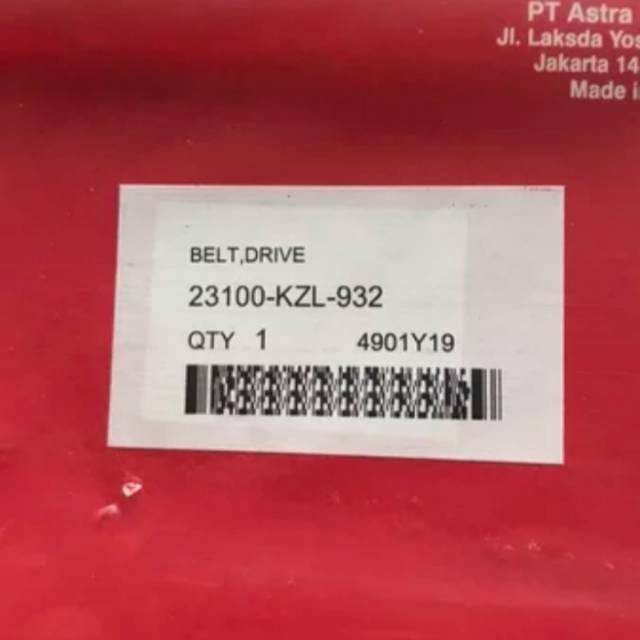 PT Astra
Jl. Laksda Yos
Jakarta 14
Made i
BELT,DRIVE
23100-KZL-932
QTY 1 4901Y19